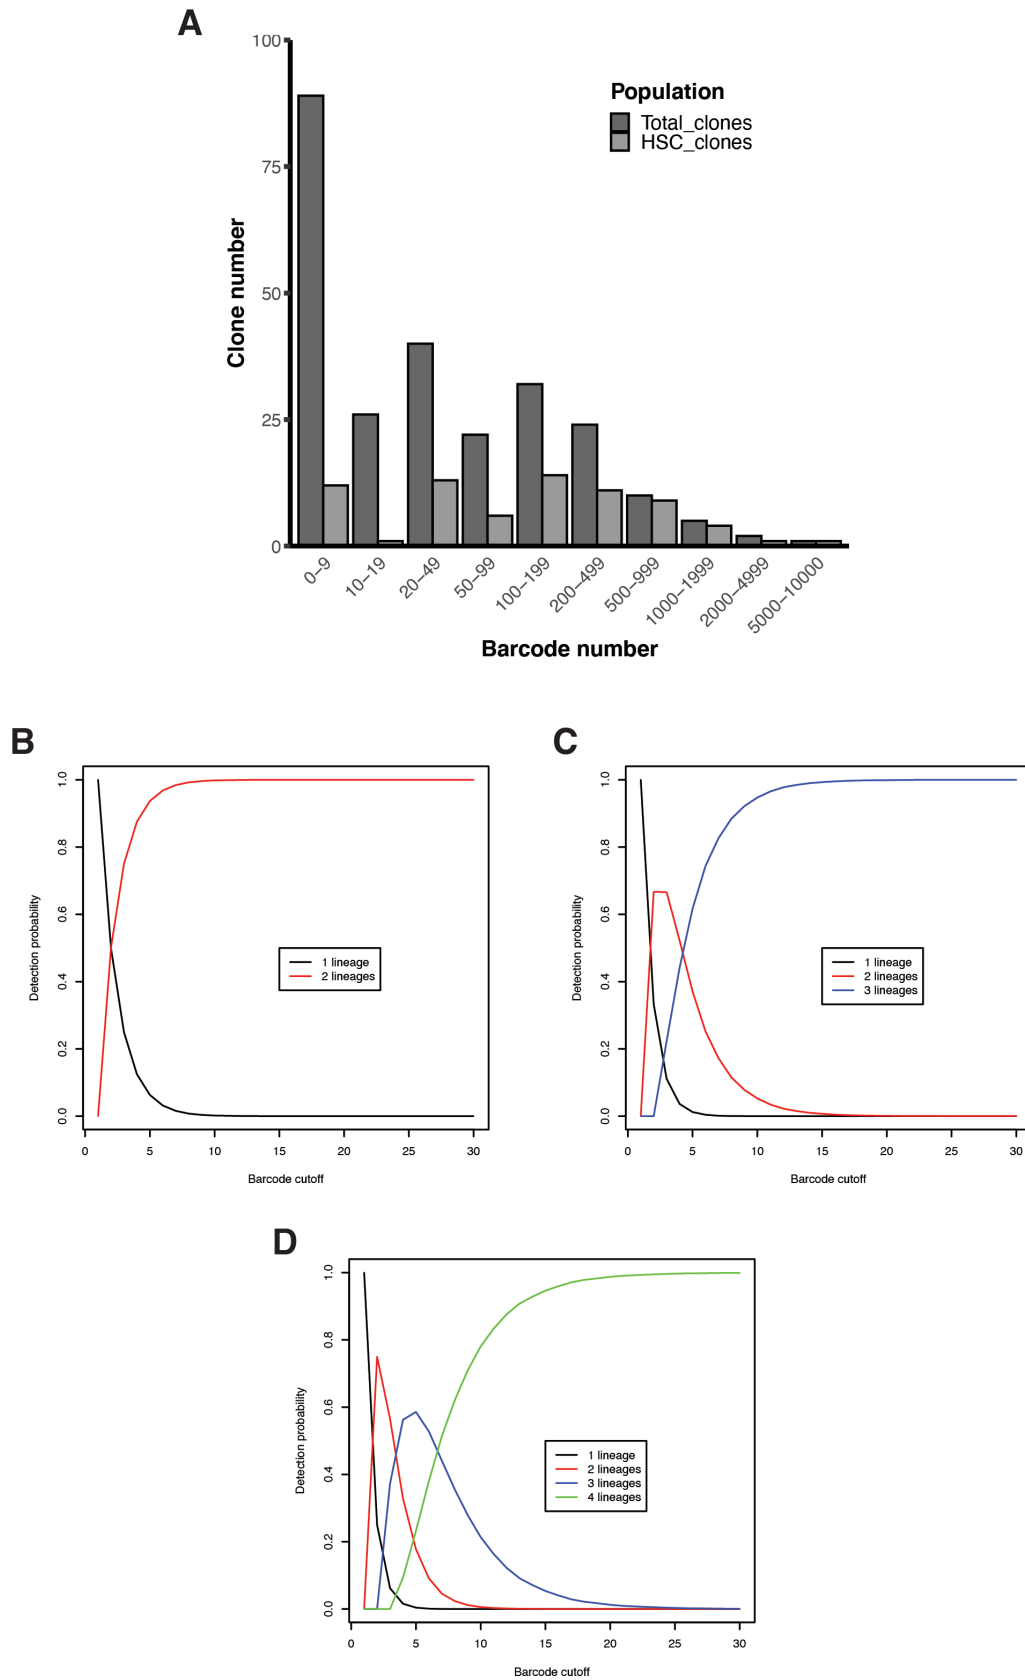 A
100
75
50
25
0
Clone number
Population
Total_clones
HSC_clones
0–9
10–19
20–49
50–99
100–199
200–499
500–999
1000–1999
2000–4999
5000–10000
Barcode number
B
1.0
0.8
0.6
0.4
0.2
0.0
Detection probability
1 lineage
2 lineages
0 5 10 15 20 25 30
Barcode cutoff
C
1.0
0.8
0.6
0.4
0.2
0.0
Detection probability
1 lineage
2 lineages
3 lineages
0 5 10 15 20 25 30
Barcode cutoff
D
1.0
0.8
0.6
0.4
0.2
0.0
Detection probability
1 lineage
2 lineages
3 lineages
4 lineages
0 5 10 15 20 25 30
Barcode cutoff